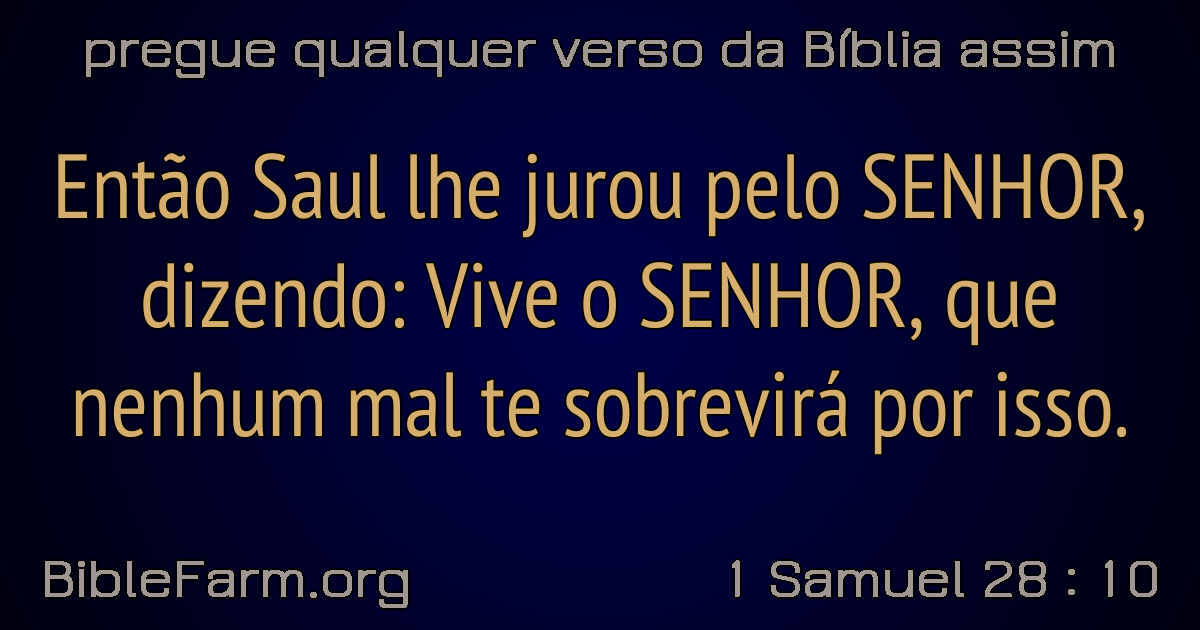 pregue qualquer verso da Bíblia assim
Então Saul lhe jurou pelo SENHOR,
dizendo: Vive o SENHOR, que
nenhum mal te sobrevirá por isso.
BibleFarm.org
1 Samuel 28 : 10